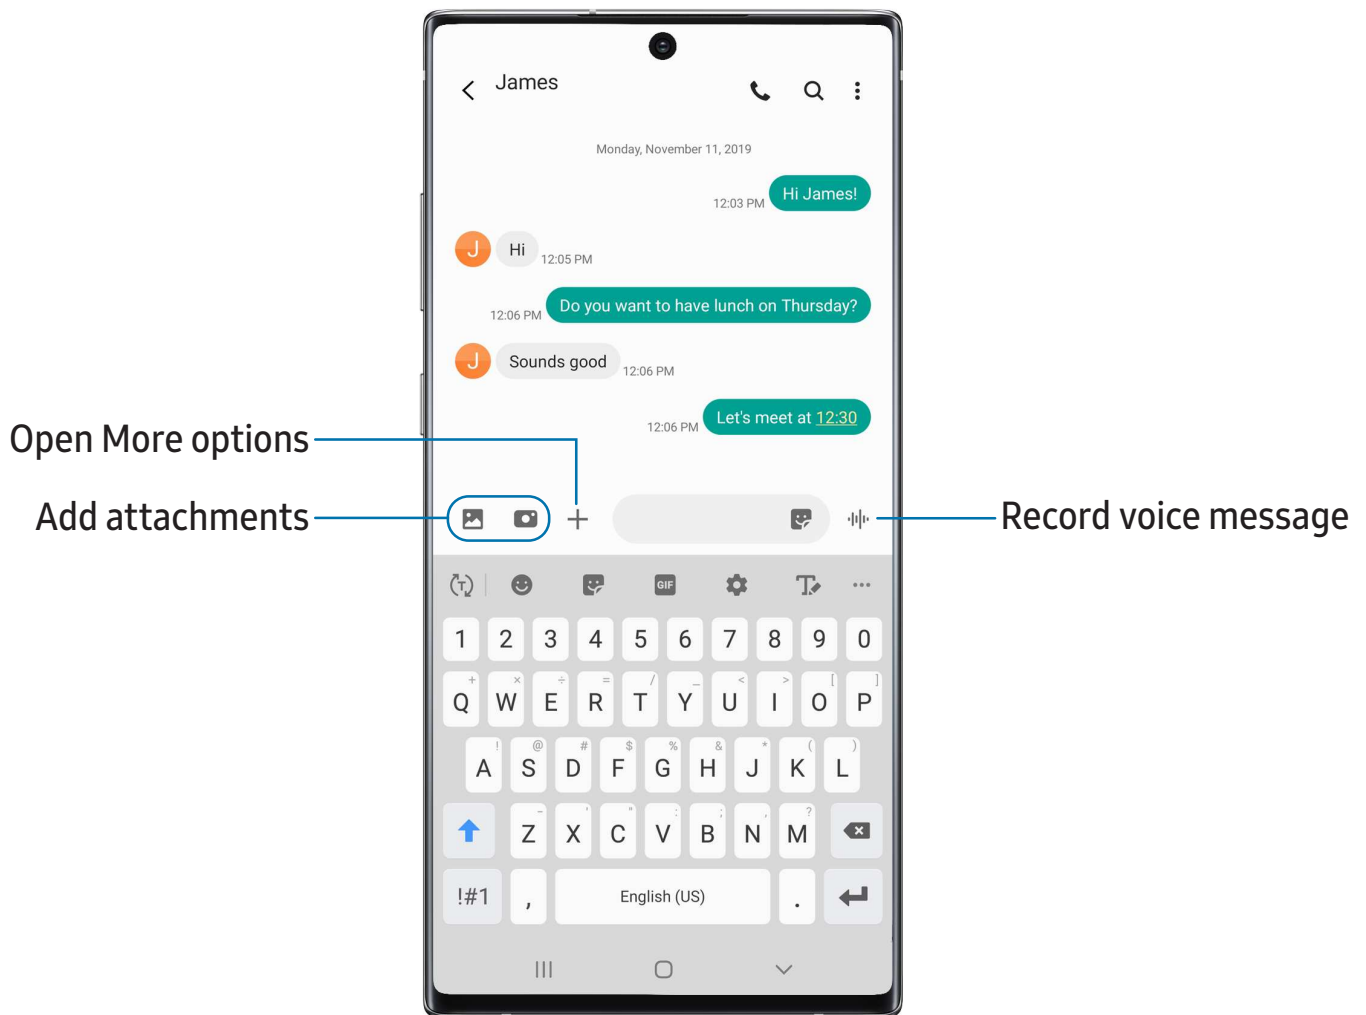 James
Monday, November 11, 2019
12:03 PM Hi James!
J Hi 12:05 PM
12:06 PM Do you want to have lunch on Thursday?
J Sounds good 12:06 PM
12:06 PM Let's meet at 12:30
Open More options
Add attachments
Record voice message
T GIF T
1 2 3 4 5 6 7 8 9 0
+ × ÷ = / _ < > [ ]
Q W E R T Y U I O P
! @ # $ % & * ( )
A S D F G H J K L
- ' " : ; , ?
Z X C V B N M
!#1 , English (US) .